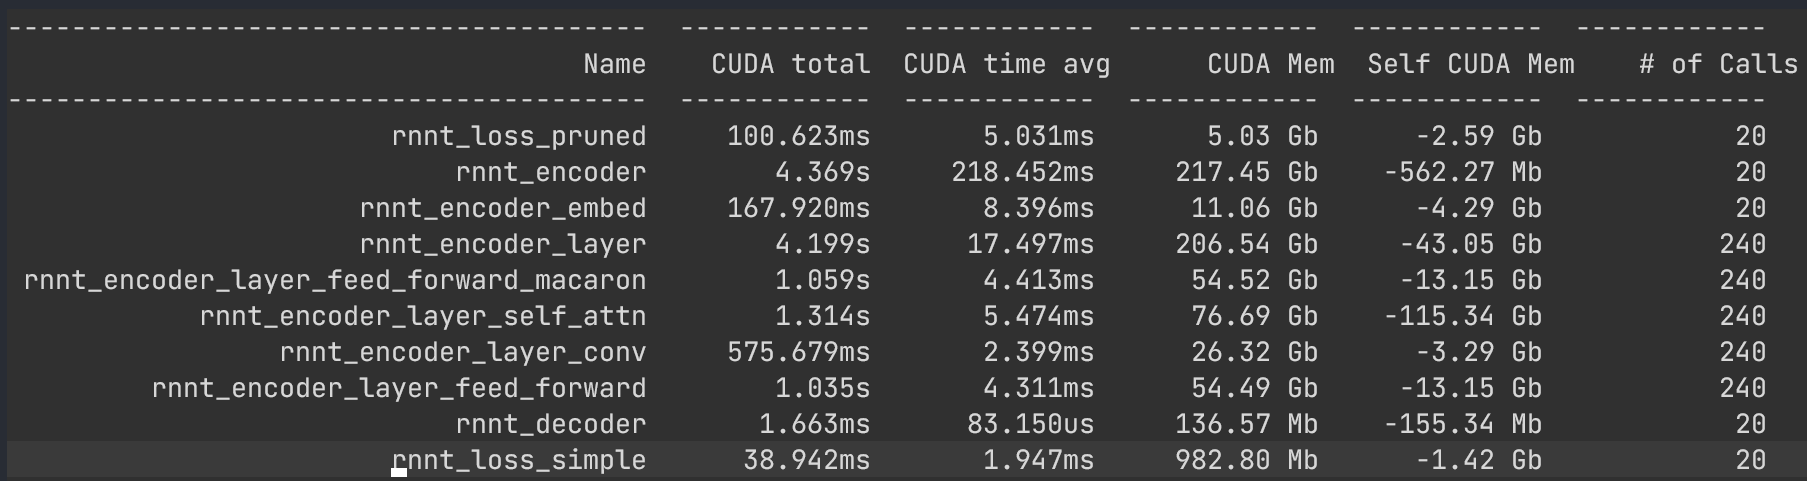 ----------------------------------------  ------------  ------------  ------------  ------------  ------------
Name  CUDA total  CUDA time avg  CUDA Mem  Self CUDA Mem  # of Calls
----------------------------------------  ------------  ------------  ------------  ------------  ------------
rnnt_loss_pruned  100.623ms  5.031ms  5.03 Gb  -2.59 Gb  20
rnnt_encoder  4.369s  218.452ms  217.45 Gb  -562.27 Mb  20
rnnt_encoder_embed  167.920ms  8.396ms  11.06 Gb  -4.29 Gb  20
rnnt_encoder_layer  4.199s  17.497ms  206.54 Gb  -43.05 Gb  240
rnnt_encoder_layer_feed_forward_macaron  1.059s  4.413ms  54.52 Gb  -13.15 Gb  240
rnnt_encoder_layer_self_attn  1.314s  5.474ms  76.69 Gb  -115.34 Gb  240
rnnt_encoder_layer_conv  575.679ms  2.399ms  26.32 Gb  -3.29 Gb  240
rnnt_encoder_layer_feed_forward  1.035s  4.311ms  54.49 Gb  -13.15 Gb  240
rnnt_decoder  1.663ms  83.150us  136.57 Mb  -155.34 Mb  20
rnnt_loss_simple  38.942ms  1.947ms  982.80 Mb  -1.42 Gb  20